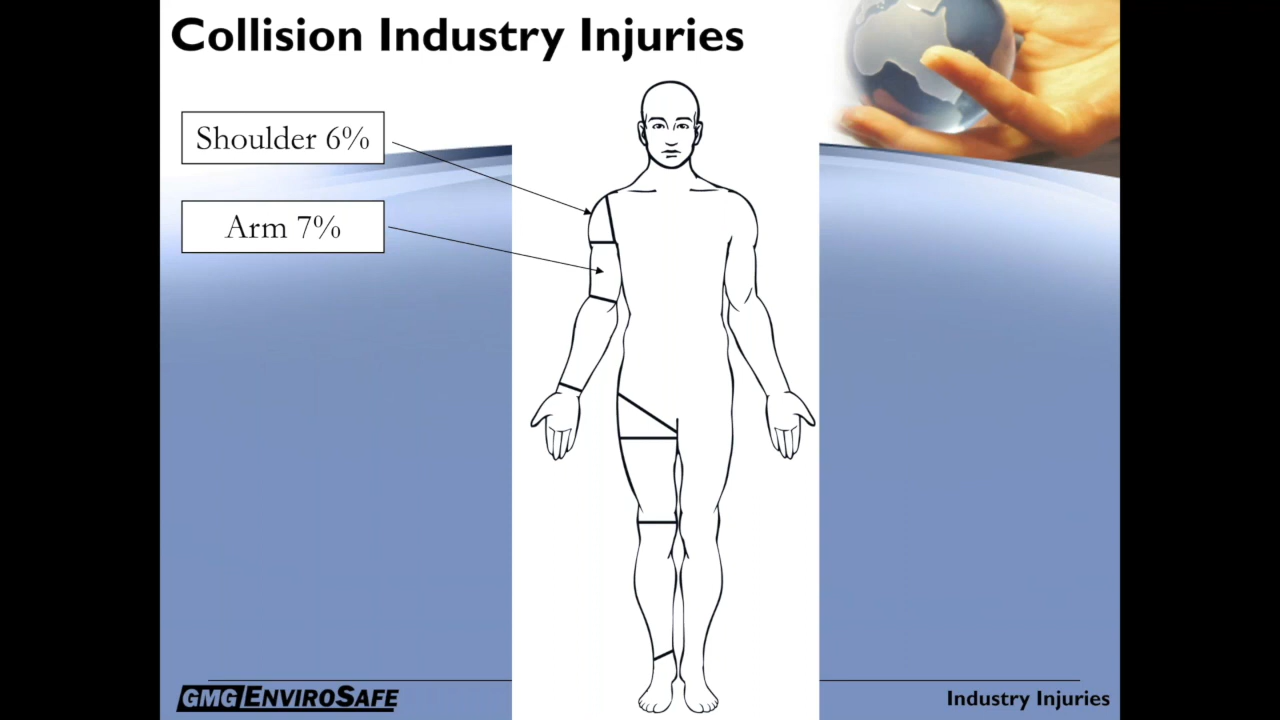 Collision Industry Injuries
Shoulder 6%
Arm 7%
GMG ENVIROSAFE
Industry Injuries